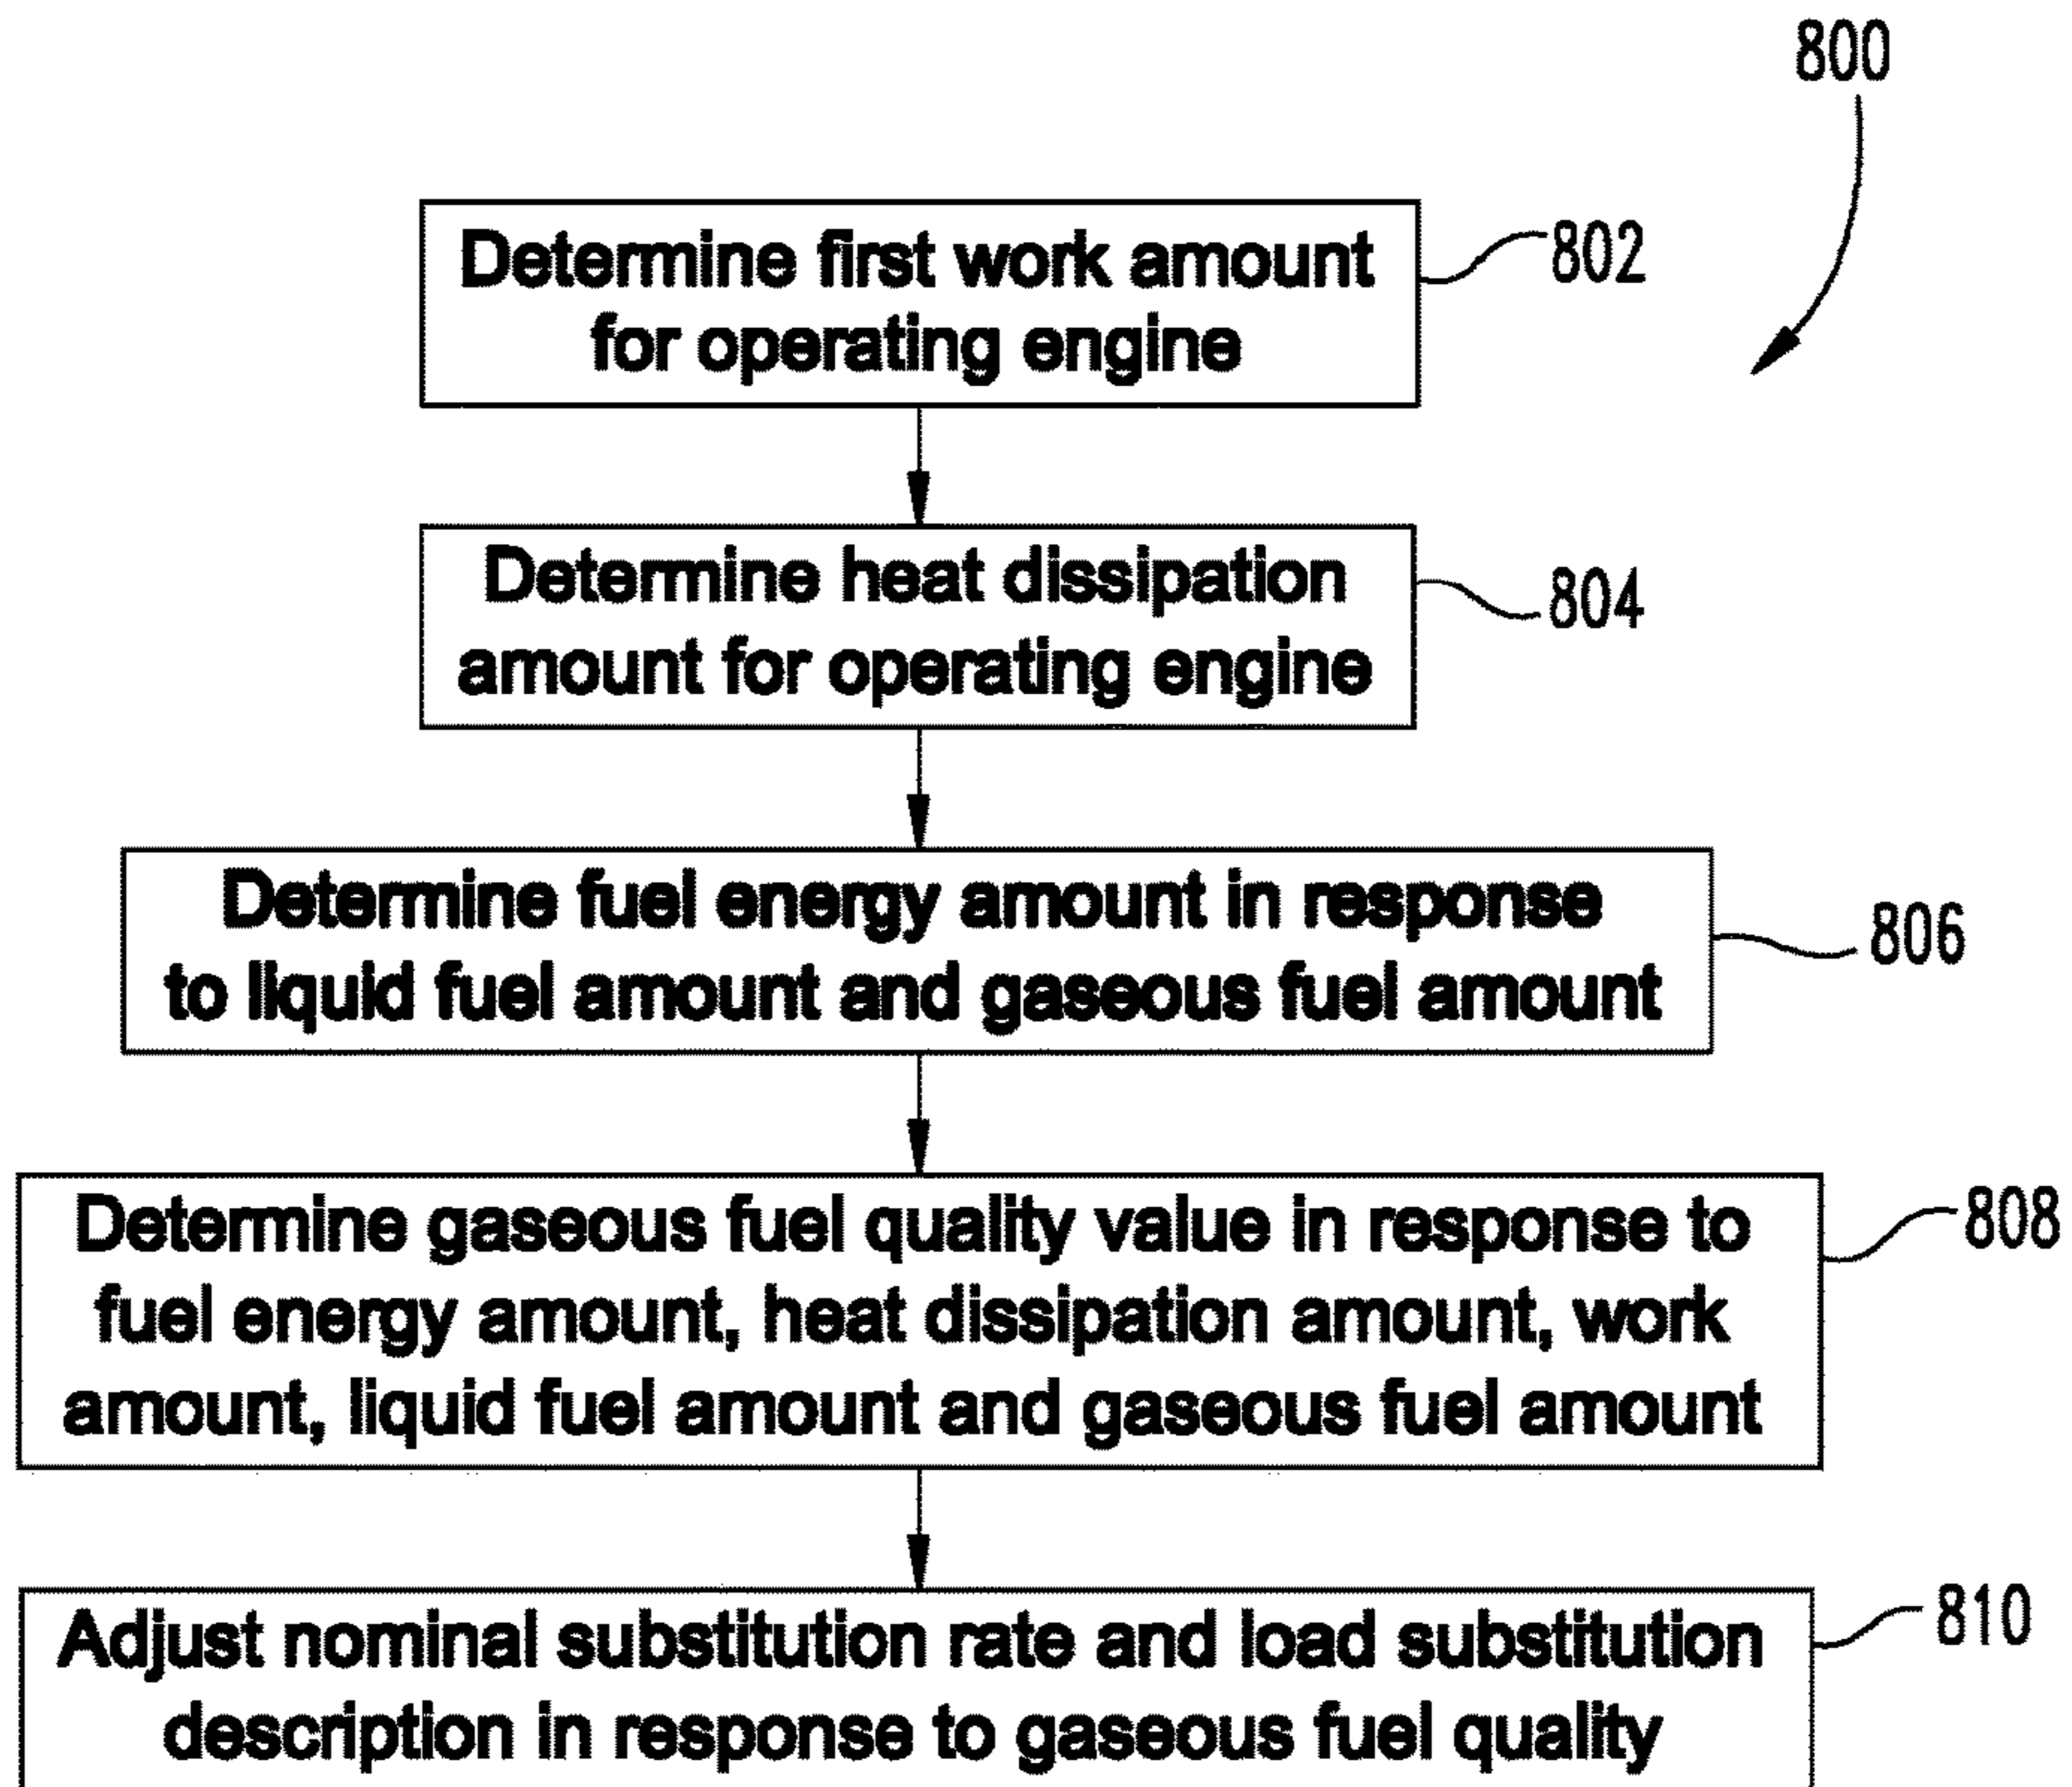 800
Determine first work amount
for operating engine
802
Determine heat dissipation
amount for operating engine
804
Determine fuel energy amount in response
to liquid fuel amount and gaseous fuel amount
806
Determine gaseous fuel quality value in response to
fuel energy amount, heat dissipation amount, work
amount, liquid fuel amount and gaseous fuel amount
808
Adjust nominal substitution rate and load substitution
description in response to gaseous fuel quality
810